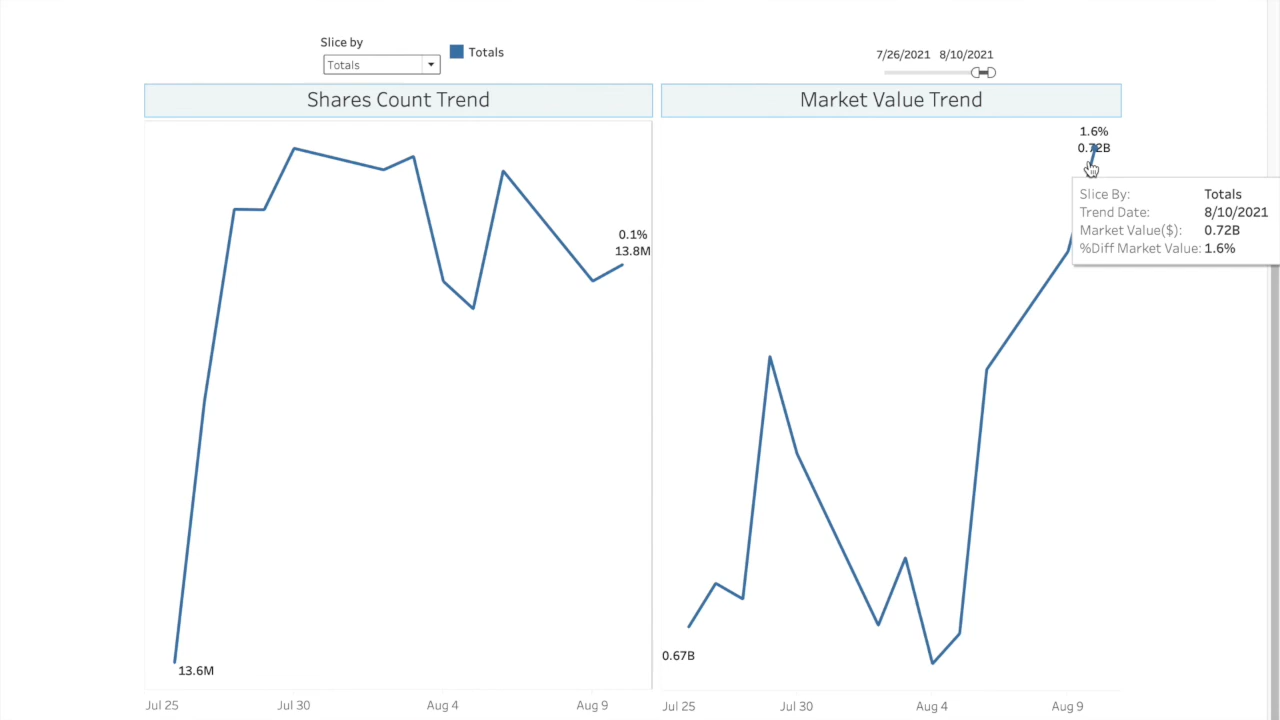 Slice by
Totals
Totals
7/26/2021 8/10/2021
Shares Count Trend
Market Value Trend
1.6%
0.72B
Slice By: Totals
Trend Date: 8/10/2021
Market Value($): 0.72B
%Diff Market Value: 1.6%
0.1%
13.8M
13.6M
0.67B
Jul 25 Jul 30 Aug 4 Aug 9
Jul 25 Jul 30 Aug 4 Aug 9